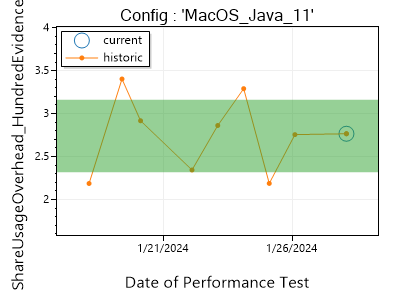 Config : 'MacOS_Java_11'
ShareUsageOverhead_HundredEvidence
4
3.5
3
2.5
2
current
historic
1/21/2024
1/26/2024
Date of Performance Test